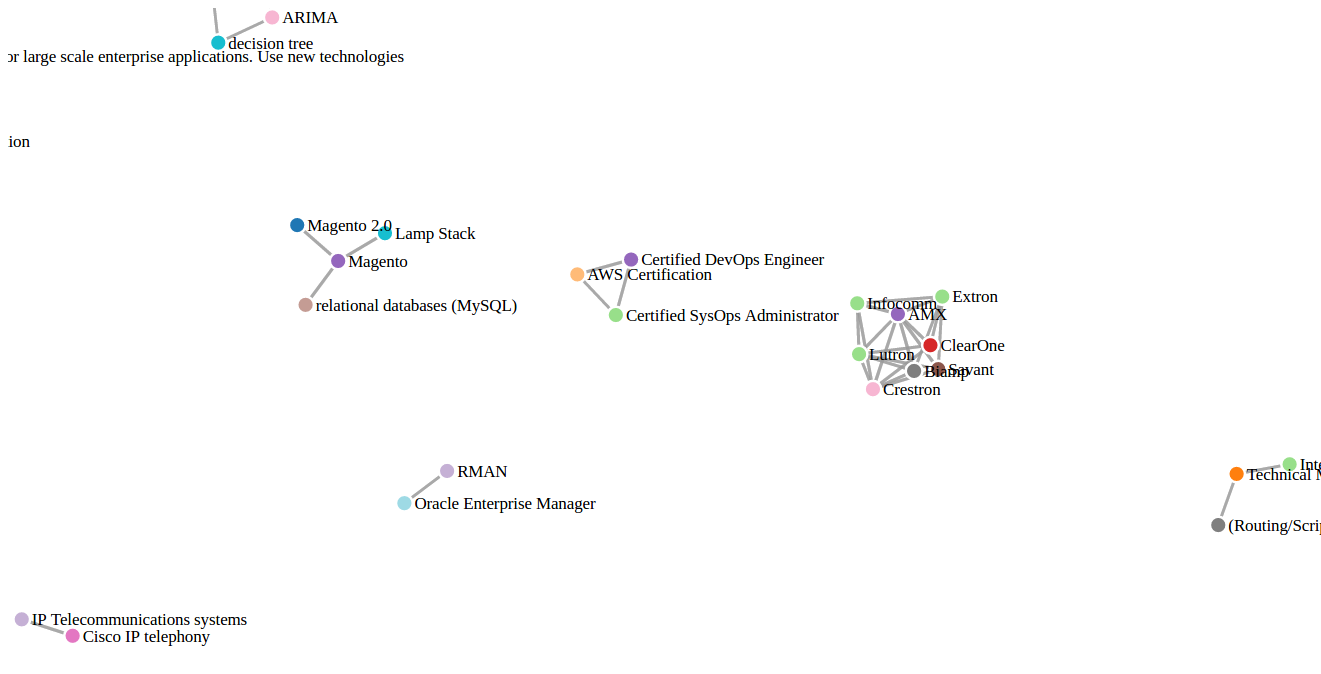 ARIMA
decision tree
or large scale enterprise applications. Use new technologies
ion
Magento 2.0
Lamp Stack
Magento
relational databases (MySQL)
Certified DevOps Engineer
AWS Certification
Certified SysOps Administrator
Extron
Infocomm
AMX
ClearOne
Lutron
Savant
Biamp
Crestron
Inte
Technical M
RMAN
Oracle Enterprise Manager
(Routing/Scrip
IP Telecommunications systems
Cisco IP telephony